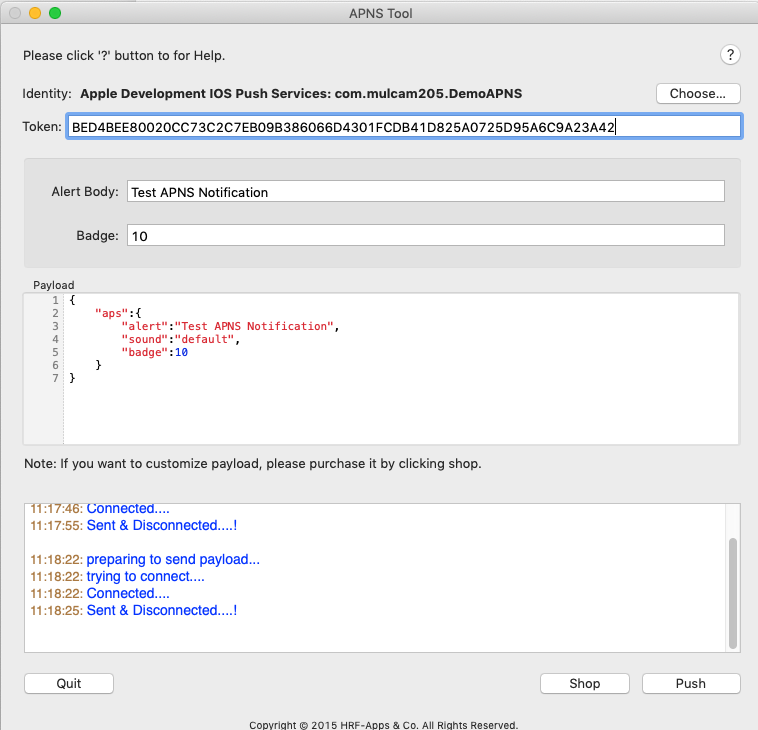 APNS Tool
Please click '?' button to for Help.
?
Identity: Apple Development IOS Push Services: com.mulcam205.DemoAPNS
Choose...
Token: BED4BEE80020CC73C2C7EB09B386066D4301FCDB41D825A0725D95A6C9A23A42
Alert Body: Test APNS Notification
Badge: 10
Payload
1 {
2 "aps":{
3 "alert":"Test APNS Notification",
4 "sound":"default",
5 "badge":10
6 }
7 }
Note: If you want to customize payload, please purchase it by clicking shop.
11:17:46: Connected....
11:17:55: Sent & Disconnected....!
11:18:22: preparing to send payload...
11:18:22: trying to connect....
11:18:22: Connected....
11:18:25: Sent & Disconnected....!
Quit
Shop
Push
Copyright © 2015 HRF-Apps & Co. All Rights Reserved.